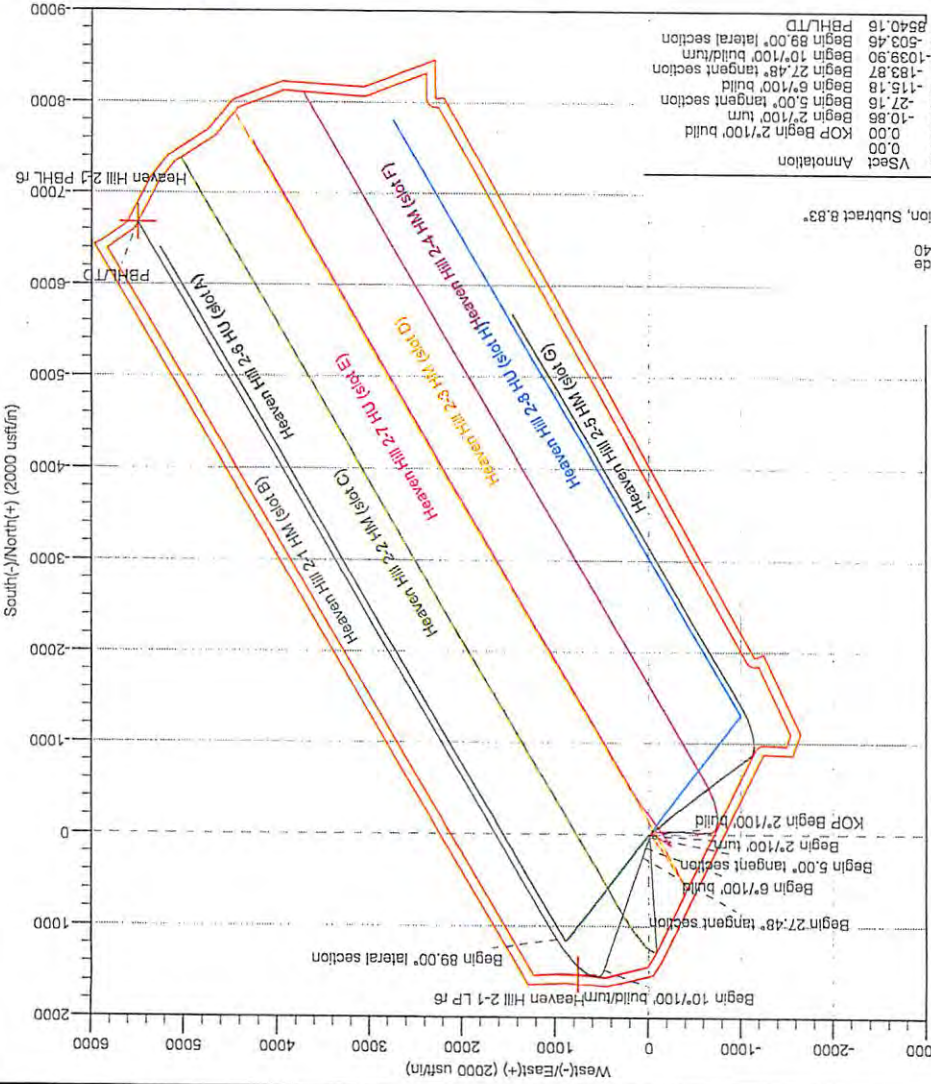 West(-)/East(+) (2000 usft/in)
-2000 -1000 0 1000 2000 3000 4000 5000 6000
2000
1000
0
-1000
-2000
-3000
-4000
-5000
-6000
-7000
-8000
-9000
South(-)/North(+) (2000 usft/in)
Begin 10°/100' build/turn
Heaven Hill 2-1 LP r6
Begin 89.00° lateral section
Begin 27.48° tangent section
Begin 6°/100' build
Begin 5.00° tangent section
Begin 2°/100' turn
KOP Begin 2°/100' build
Heaven Hill 2-5 HM (slot G)
Heaven Hill 2-8 HU (slot H)
Heaven Hill 2-4 HM (slot F)
Heaven Hill 2-3 HM (slot D)
Heaven Hill 2-7 HU (slot E)
Heaven Hill 2-2 HM (slot C)
Heaven Hill 2-1 HM (slot B)
Heaven Hill 2-6 HU (slot A)
PBHL/TD
Heaven Hill 2-1 PBHL r6
de
40
ion, Subtract 8.83°
VSect Annotation
0.00
0.00 KOP Begin 2°/100' build
-10.86 Begin 2°/100' turn
-27.16 Begin 5.00° tangent section
-115.18 Begin 6°/100' build
-183.87 Begin 27.48° tangent section
-1039.90 Begin 10°/100' build/turn
-503.46 Begin 89.00° lateral section
8540.16 PBHL/TD